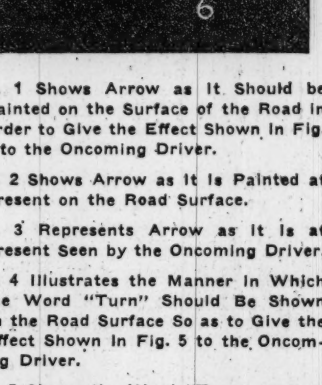 6
. 1 Shows Arrow as It Should be
ainted on the Surface of the Road in
rder to Give the Effect Shown in Fig
to the Oncoming Driver.
. 2 Shows Arrow as it is Painted at
resent on the Road Surface.
3 Represents Arrow as it is at
resent Seen by the Oncoming Driver.
4 Illustrates the Manner in Which
e Word "Turn" Should Be Shown
n the Road Surface So as to Give the
ffect Shown in Fig. 5 to the Oncom-
g Driver.